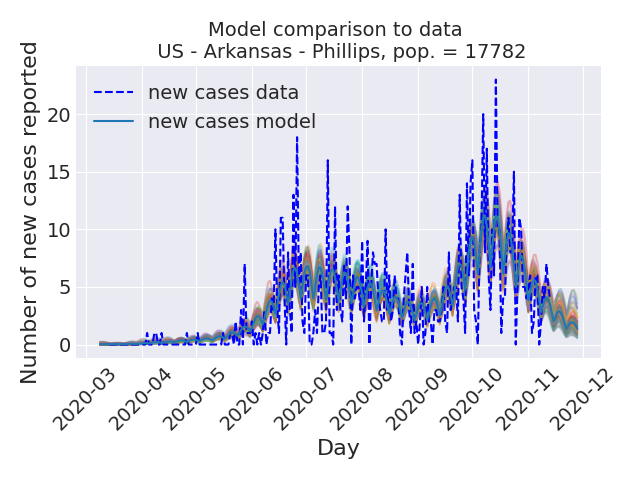 Model comparison to data
US - Arkansas - Phillips, pop. = 17782
Number of new cases reported
20
15
10
5
0
new cases data
new cases model
2020-03
2020-04
2020-05
2020-06
2020-07
2020-08
2020-09
2020-10
2020-11
2020-12
Day